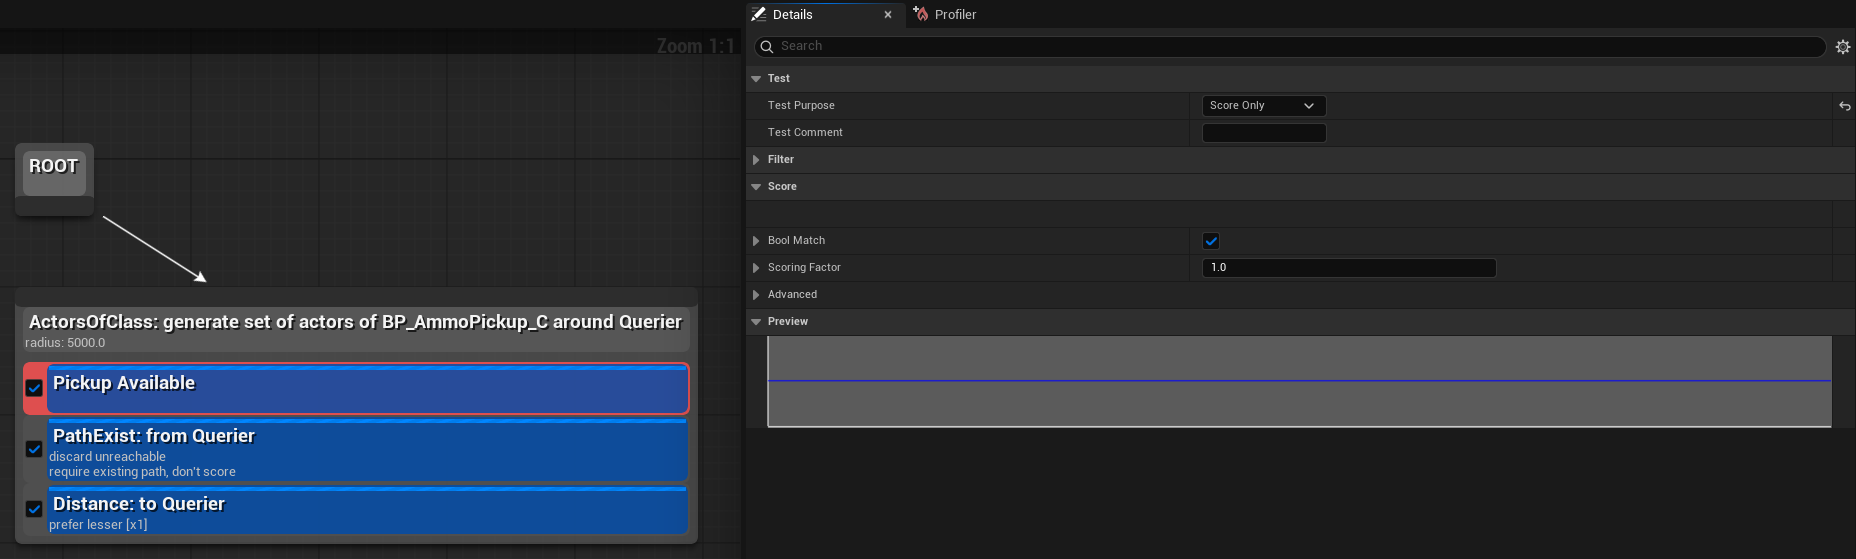 Zoom 1:1
ROOT
ActorsOfClass: generate set of actors of BP_AmmoPickup_C around Querier
radius: 5000.0
Pickup Available
PathExist: from Querier
discard unreachable
require existing path, don't score
Distance: to Querier
prefer lesser [x1]
Details
Profiler
Search
Test
Test Purpose
Score Only
Test Comment
Filter
Score
Bool Match
Scoring Factor
1.0
Advanced
Preview